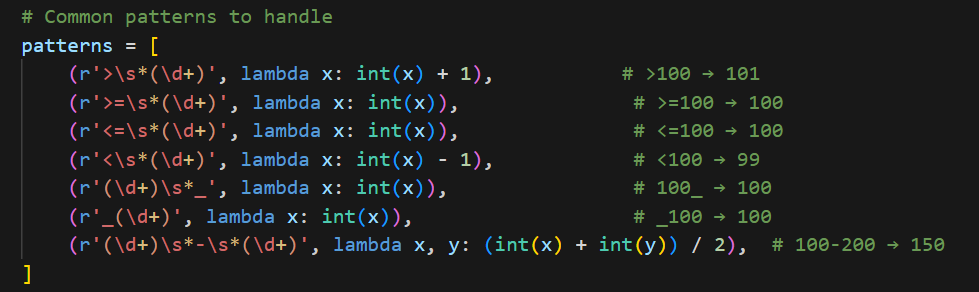 # Common patterns to handle
patterns = [
    (r'>\s*(\d+)', lambda x: int(x) + 1),           # >100 → 101
    (r'>=\s*(\d+)', lambda x: int(x)),               # >=100 → 100
    (r'<=\s*(\d+)', lambda x: int(x)),               # <=100 → 100
    (r'<\s*(\d+)', lambda x: int(x) - 1),            # <100 → 99
    (r'(\d+)\s*_', lambda x: int(x)),                # 100_ → 100
    (r'_(\d+)', lambda x: int(x)),                   # _100 → 100
    (r'(\d+)\s*-\s*(\d+)', lambda x, y: (int(x) + int(y)) / 2),  # 100-200 → 150
]